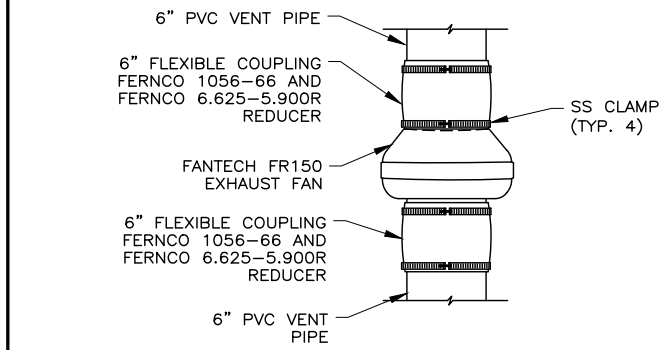 6" PVC VENT PIPE
6" FLEXIBLE COUPLING
FERNCO 1056-66 AND
FERNCO 6.625-5.900R
REDUCER
SS CLAMP
(TYP. 4)
FANTECH FR150
EXHAUST FAN
6" FLEXIBLE COUPLING
FERNCO 1056-66 AND
FERNCO 6.625-5.900R
REDUCER
6" PVC VENT
PIPE